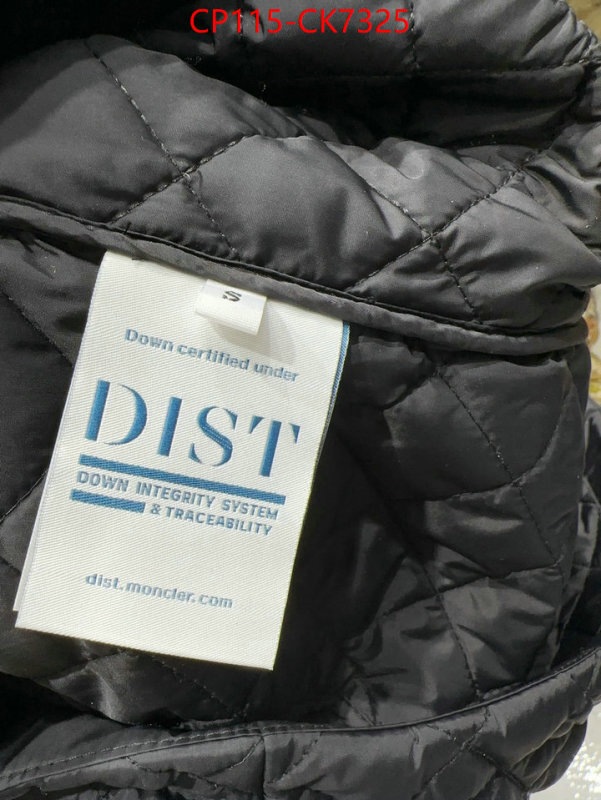 CP115-CK7325
S
Down certified under
DIST
DOWN INTEGRITY SYSTEM
& TRACEABILITY
dist.moncler.com